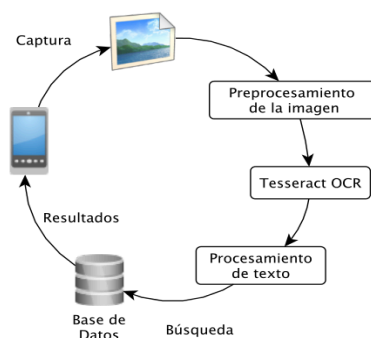 Captura
Preprocesamiento
de la imagen
Tesseract OCR
Procesamiento
de texto
Búsqueda
Base de
Datos
Resultados